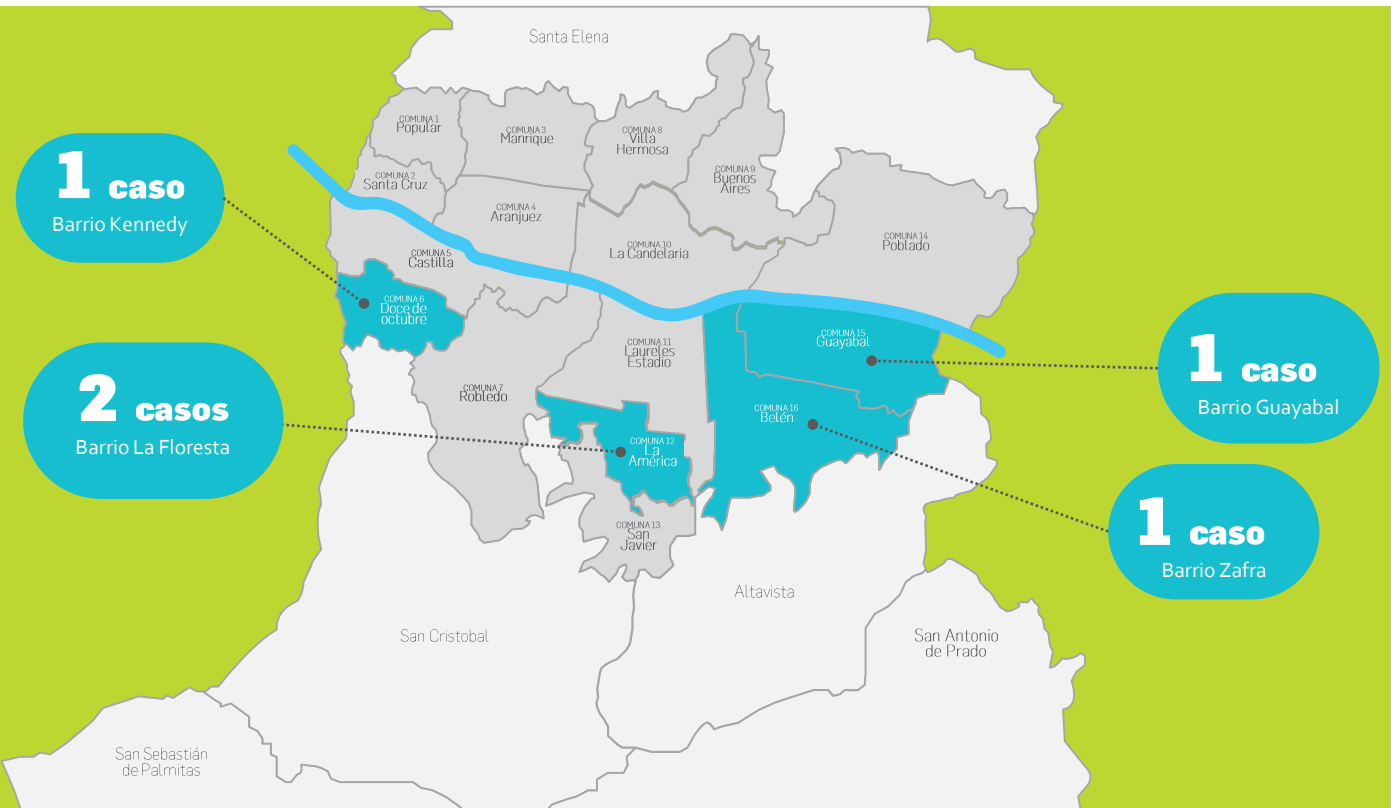 Santa Elena
COMUNA 1
Popular
COMUNA 3
Manrique
COMUNA 8
Villa
Hermosa
COMUNA 2
Santa Cruz
COMUNA 9
Buenos
Aires
COMUNA 4
Aranjuez
COMUNA 10
La Candelaria
COMUNA 14
Poblado
COMUNA 5
Castilla
1 caso
Barrio Kennedy
COMUNA 6
Doce de
octubre
COMUNA 15
Guayabal
COMUNA 11
Laureles
Estadio
1 caso
Barrio Guayabal
2 casos
Barrio La Floresta
COMUNA 7
Robledo
COMUNA 16
Belén
COMUNA 12
La
América
COMUNA 13
San
Javier
1 caso
Barrio Zafra
Altavista
San Cristobal
San Antonio
de Prado
San Sebastián
de Palmitas